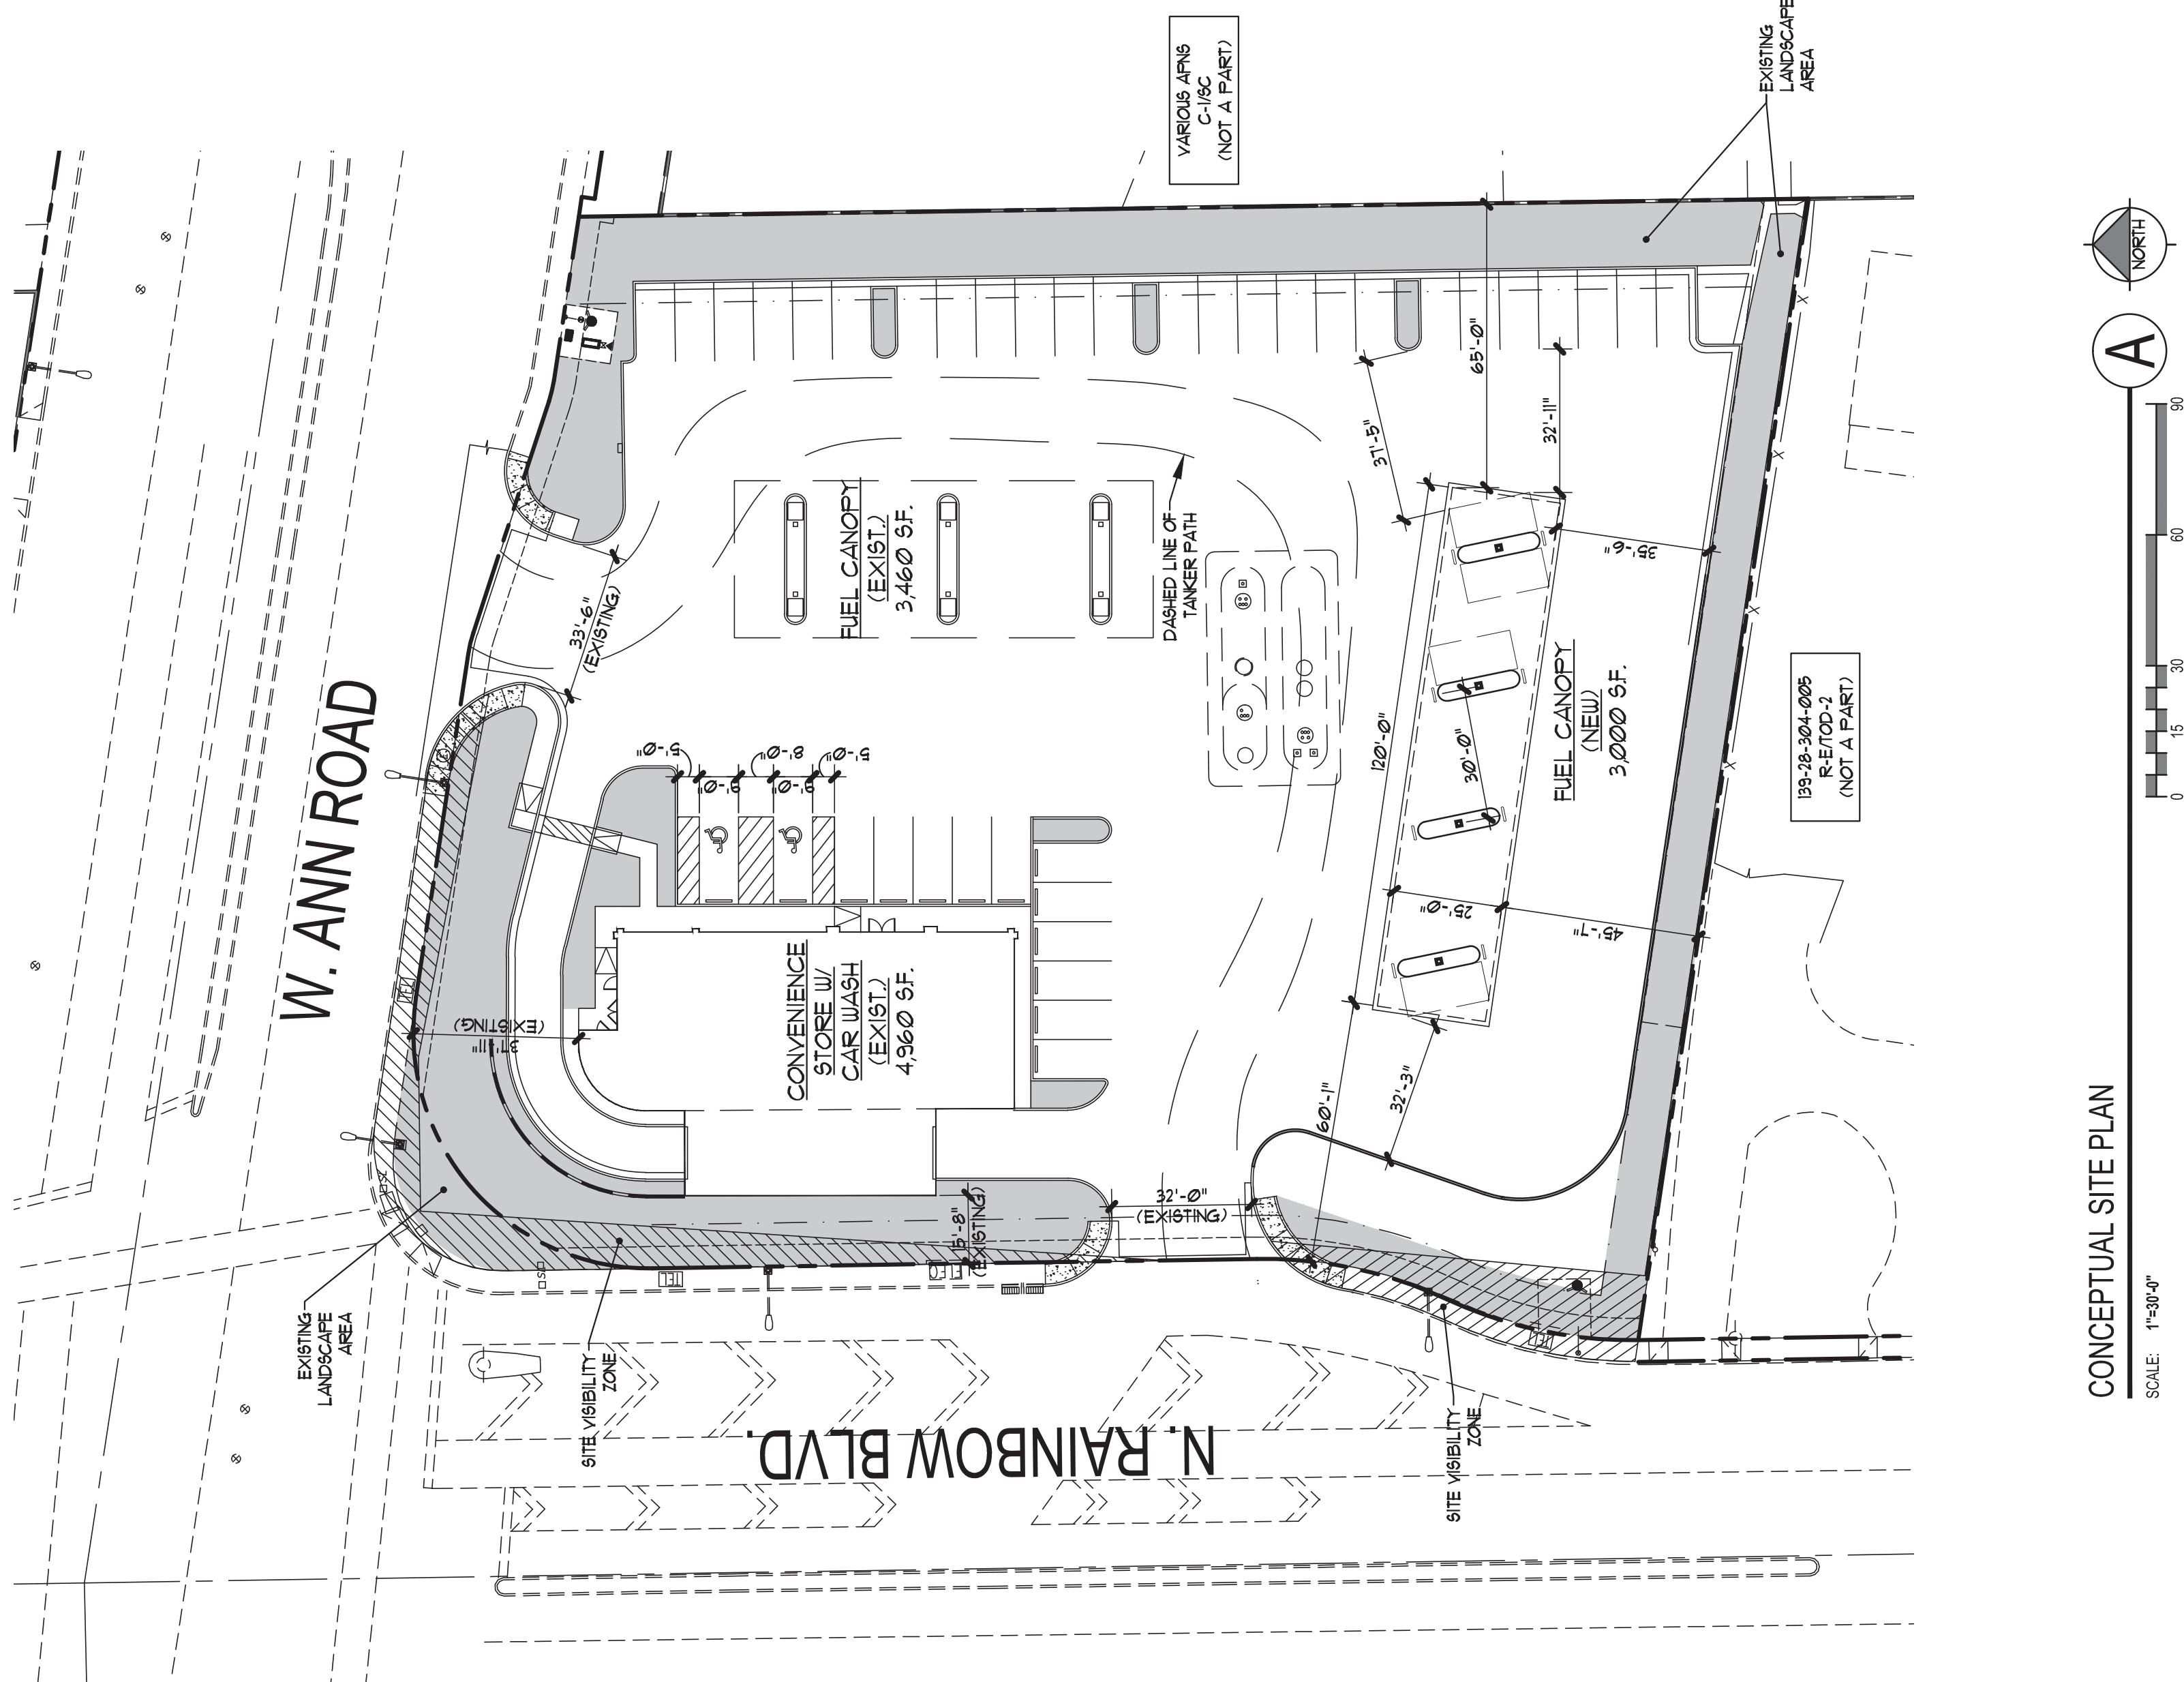 W. ANN ROAD
N. RAINBOW BLVD.
VARIOUS APNS
C-1/SC
(NOT A PART)
EXISTING
LANDSCAPE
AREA
33'-6"
(EXISTING)
FUEL CANOPY
(EXIST.)
3,460 S.F.
DASHED LINE OF
TANKER PATH
65'-0"
37'-5"
32'-11"
35'-6"
120'-0"
30'-0"
FUEL CANOPY
(NEW)
3,000 S.F.
25'-0"
45'-7"
60'-1"
32'-3"
5'-0"
9'-0"
8'-0"
9'-0"
5'-0"
CONVENIENCE
STORE W/
CAR WASH
(EXIST.)
4,960 S.F.
37'-11"
(EXISTING)
15'-8"
(EXISTING)
32'-0"
(EXISTING)
EXISTING
LANDSCAPE
AREA
SITE VISIBILITY
ZONE
SITE VISIBILITY
ZONE
139-28-304-005
R-E/TOD-2
(NOT A PART)
NORTH
A
CONCEPTUAL SITE PLAN
SCALE: 1"=30'-0"
0 15 30 60 90